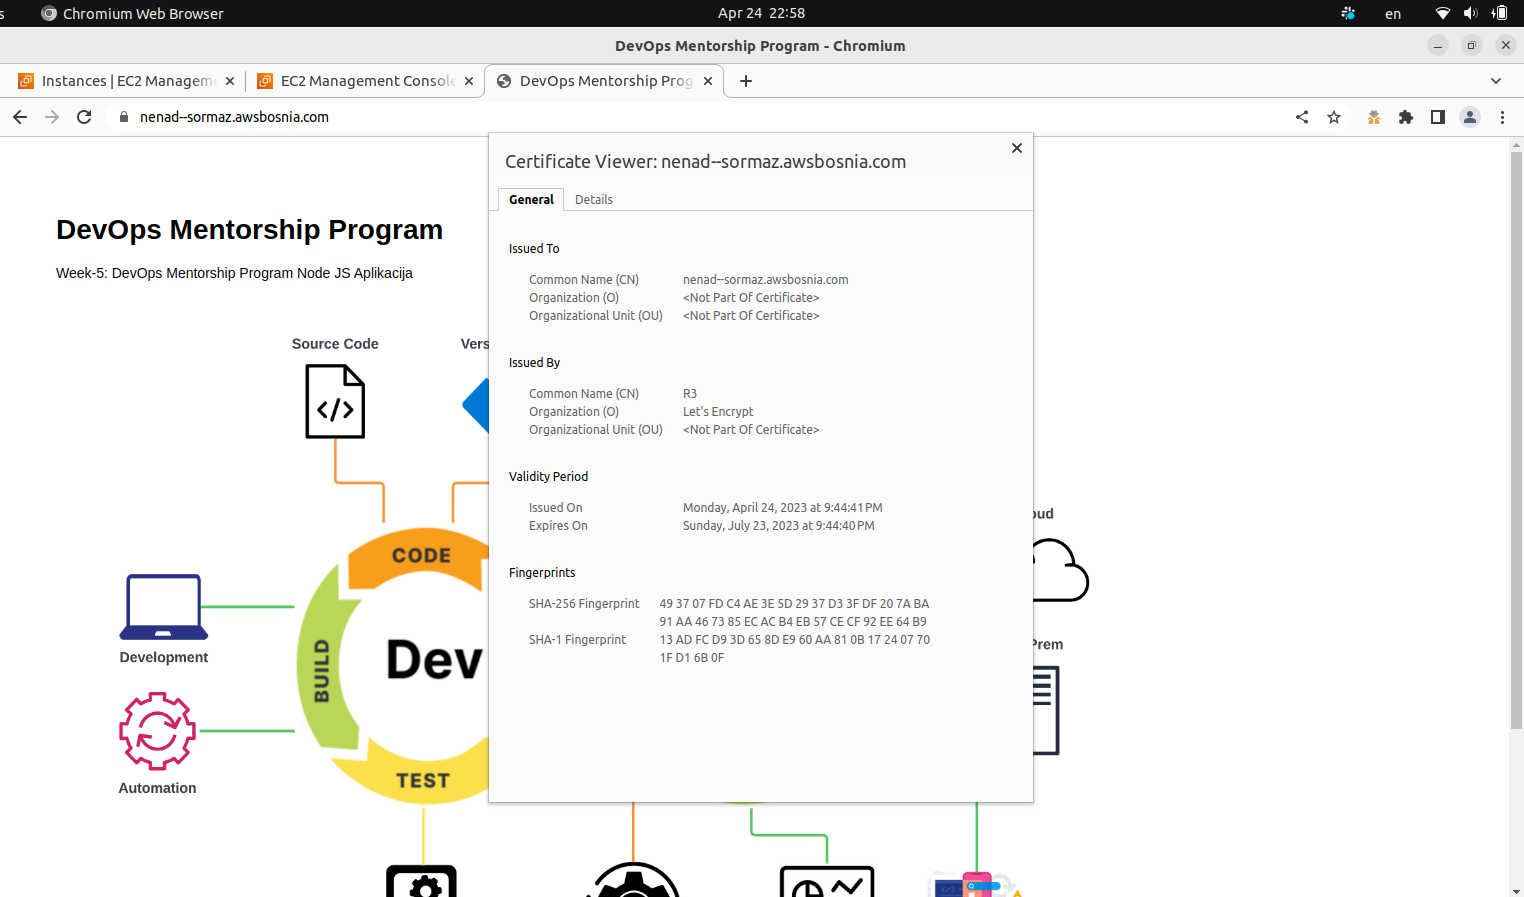 s Chromium Web Browser Apr 24 22:58 en
DevOps Mentorship Program - Chromium
Instances | EC2 Managem EC2 Management Console DevOps Mentorship Prog
nenad--sormaz.awsbosnia.com
Certificate Viewer: nenad--sormaz.awsbosnia.com
General Details
DevOps Mentorship Program
Week-5: DevOps Mentorship Program Node JS Aplikacija
Issued To
Common Name (CN) nenad--sormaz.awsbosnia.com
Organization (O) <Not Part Of Certificate>
Organizational Unit (OU) <Not Part Of Certificate>
Issued By
Common Name (CN) R3
Organization (O) Let's Encrypt
Organizational Unit (OU) <Not Part Of Certificate>
Validity Period
Issued On Monday, April 24, 2023 at 9:44:41 PM
Expires On Sunday, July 23, 2023 at 9:44:40 PM
Fingerprints
SHA-256 Fingerprint 49 37 07 FD C4 AE 3E 5D 29 37 D3 3F DF 20 7A BA
91 AA 46 73 85 EC AC B4 EB 57 CE CF 92 EE 64 B9
SHA-1 Fingerprint 13 AD FC D9 3D 65 8D E9 60 AA 81 0B 17 24 07 70
1F D1 6B 0F
Source Code
Vers
CODE
BUILD
Dev
TEST
Development
Automation
oud
Prem